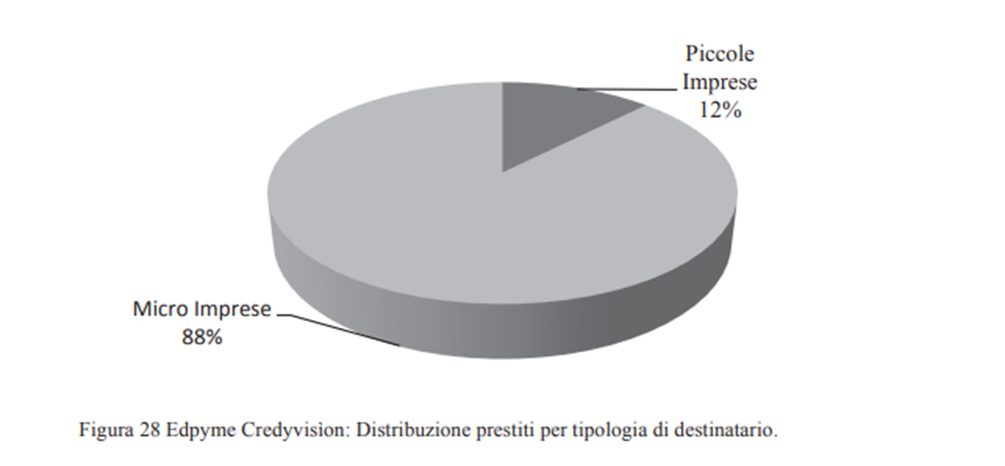 Piccole
Imprese
12%
Micro Imprese
88%
Figura 28 Edpyme Credyvision: Distribuzione prestiti per tipologia di destinatario.